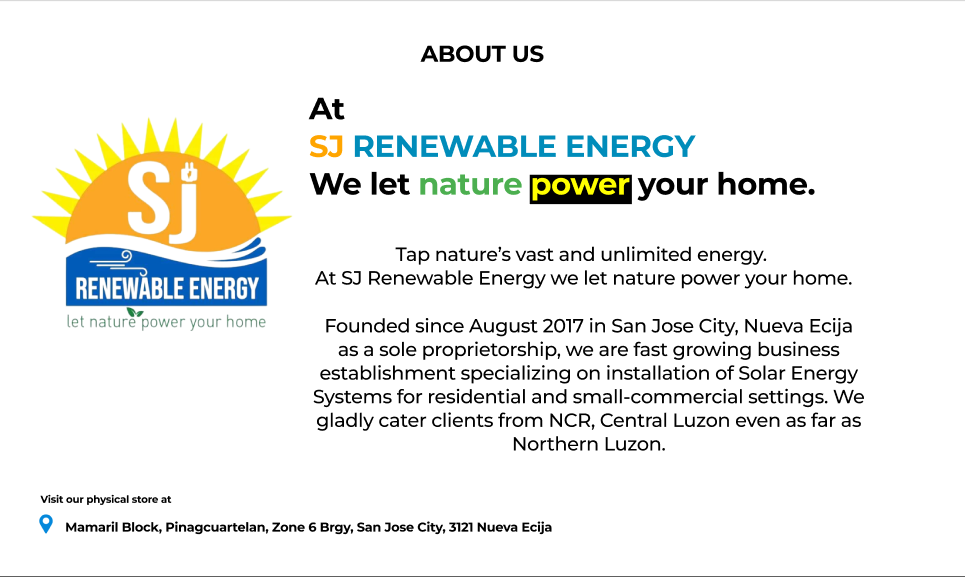 ABOUT US
At
SJ RENEWABLE ENERGY
We let nature power your home.
Sj
RENEWABLE ENERGY
let nature power your home
Tap nature’s vast and unlimited energy.
At SJ Renewable Energy we let nature power your home.
Founded since August 2017 in San Jose City, Nueva Ecija
as a sole proprietorship, we are fast growing business
establishment specializing on installation of Solar Energy
Systems for residential and small-commercial settings. We
gladly cater clients from NCR, Central Luzon even as far as
Northern Luzon.
Visit our physical store at
Mamaril Block, Pinagcuartelan, Zone 6 Brgy, San Jose City, 3121 Nueva Ecija